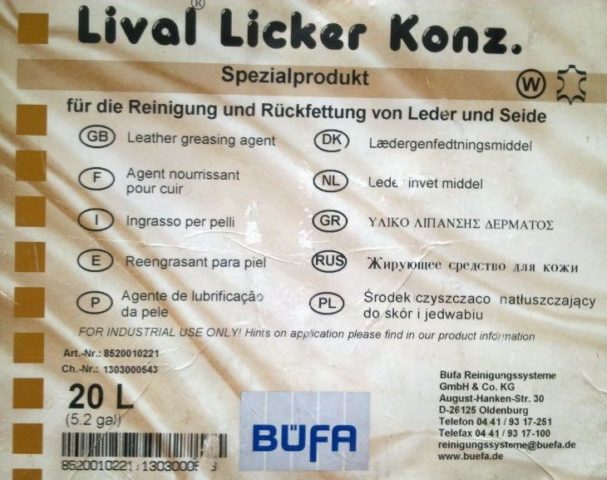 Lival® Licker Konz.
Spezialprodukt
W
für die Reinigung und Rückfettung von Leder und Seide
GB Leather greasing agent
DK Lædergenfedtningsmiddel
F Agent nourrissant
pour cuir
NL middel
I Ingrasso per pelli
GR ΥΛΙΚΟ ΛΙΠΑΝΣΗΣ ΔΕΡΜΑΤΟΣ
E Reengrasant para piel
RUS Жирующее средство для кожи
P Agente de lubrificação
da pele
PL Środek czyszczaco natłuszczający
do skór i jedwabiu
FOR INDUSTRIAL USE ONLY! Hints on application please find in our product information
Art.-Nr.: 8520010221
Ch.-Nr.: 1303000543
20 L
(5.2 gal)
8520010221
BÜFA
Büfa Reinigungssysteme
GmbH & Co. KG
August-Hanken-Str. 30
D-26125 Oldenburg
Telefon 04 41 / 93 17-251
Telefax 04 41 / 93 17-100
reinigungssysteme@buefa.de
www.buefa.de